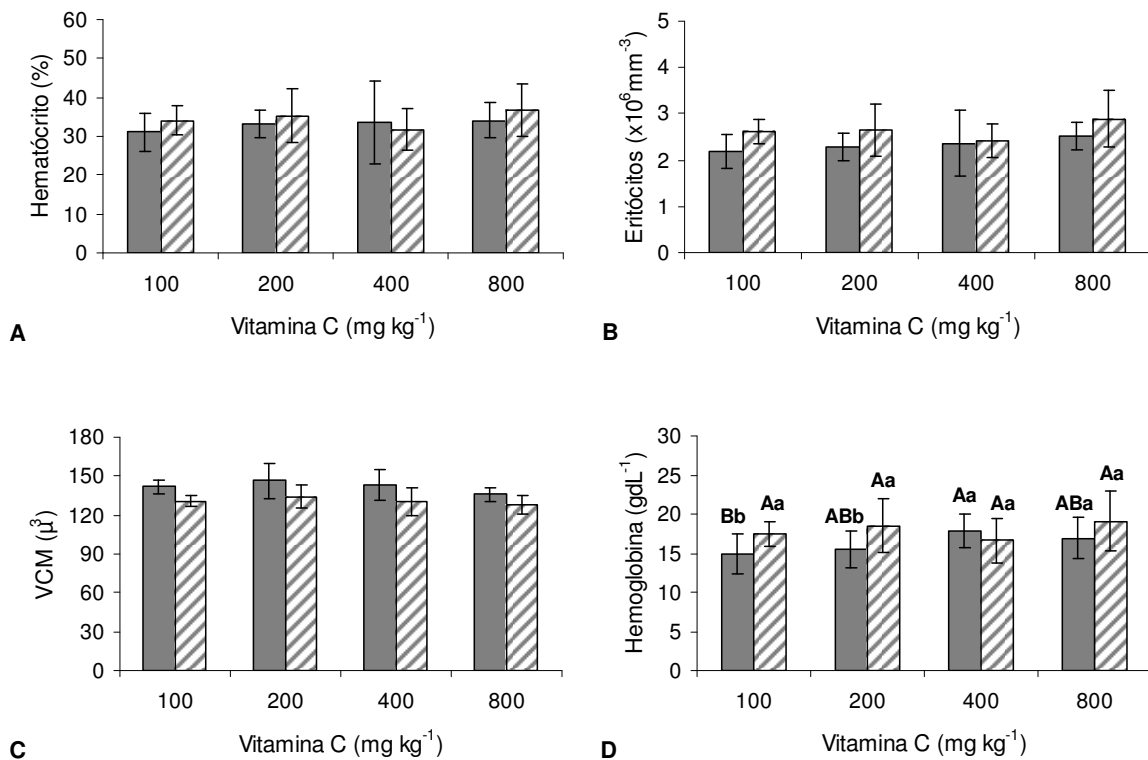 60
50
40
30
20
10
0
Hematócrito (%)
100 200 400 800
Vitamina C (mg kg⁻¹)
A
5
4
3
2
1
0
Eritócitos (x10⁶mm⁻³)
100 200 400 800
Vitamina C (mg kg⁻¹)
B
180
150
120
90
60
30
0
VCM (µ³)
100 200 400 800
Vitamina C (mg kg⁻¹)
C
30
25
20
15
10
5
0
Hemoglobina (gdL⁻¹)
Bb Aa ABb Aa Aa Aa ABa Aa
100 200 400 800
Vitamina C (mg kg⁻¹)
D